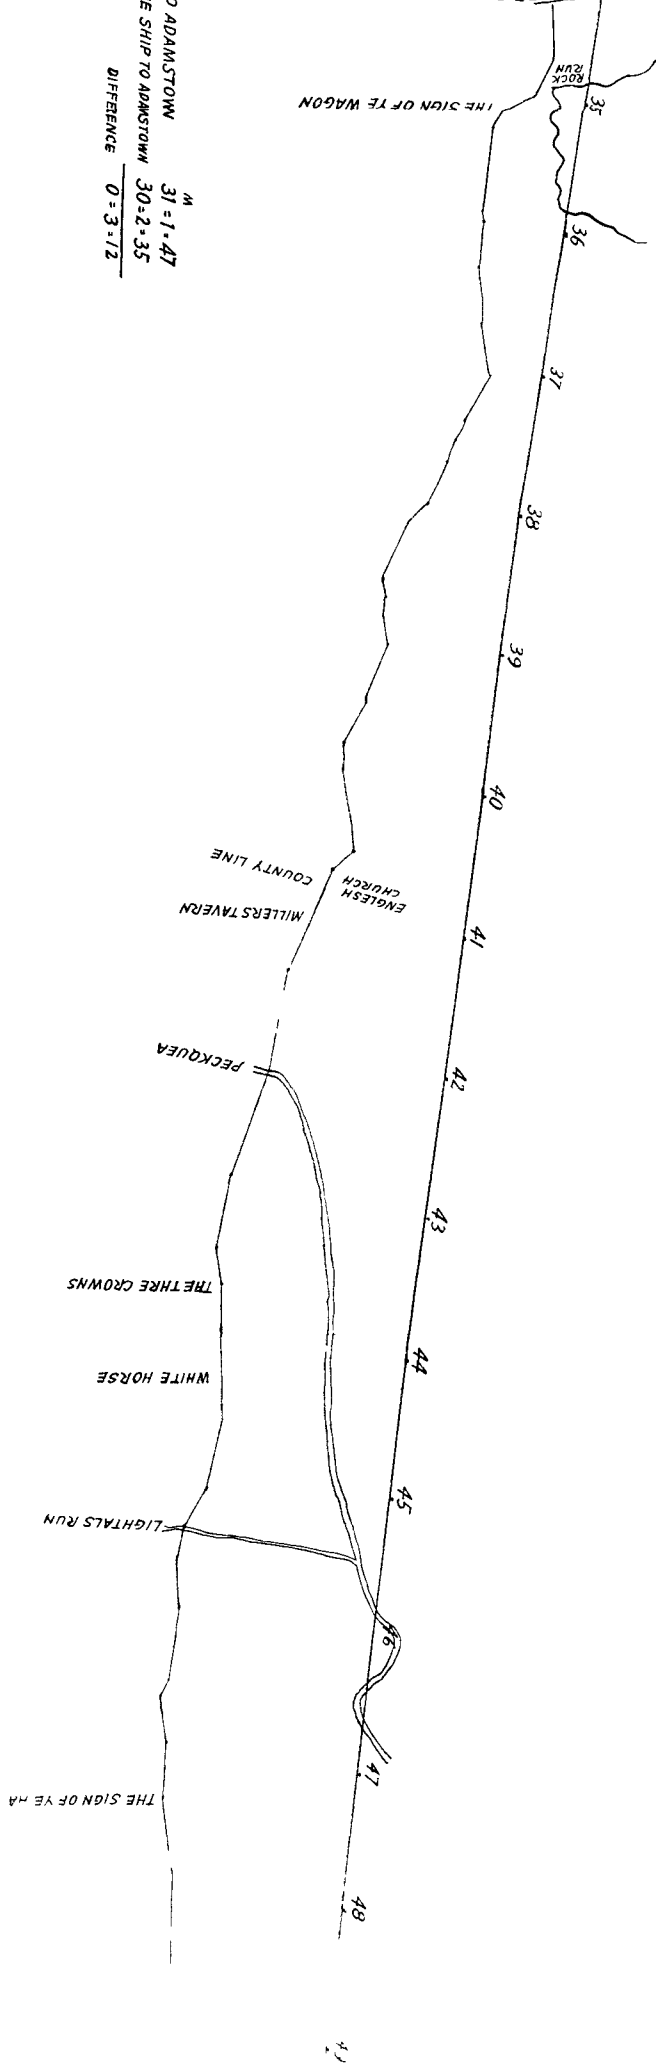 O ADAMSTOWN
M
31 = 1 = 47
E SHIP TO ADAMSTOWN 30 = 2 = 35
DIFFERENCE 0 = 3 = 12
ROCK
RUN
35
THE SIGN OF YE WAGON
36
37
38
39
40
COUNTY LINE
ENGLESH
CHURCH
MILLERS TAVERN
41
PECKQUEA
42
43
THE THRE CROWNS
44
WHITE HORSE
45
LIGHTALS RUN
46
47
THE SIGN OF YE HA
48